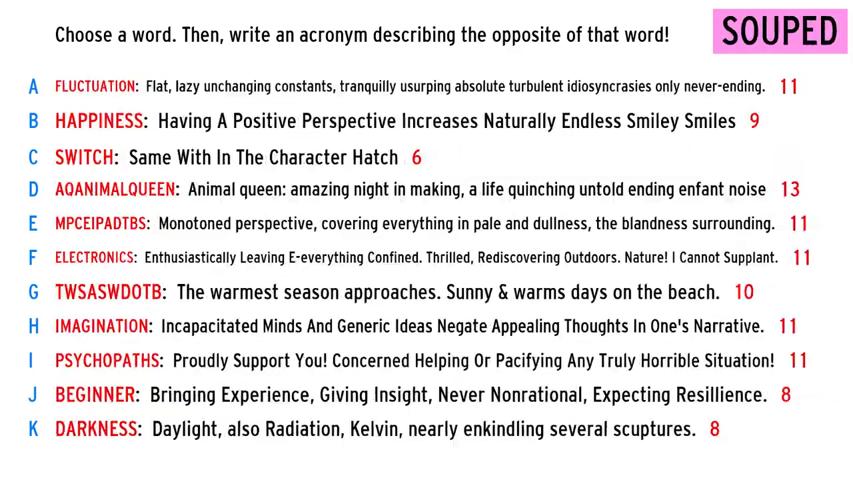 Choose a word. Then, write an acronym describing the opposite of that word!
SOUPED
A FLUCTUATION: Flat, lazy unchanging constants, tranquilly usurping absolute turbulent idiosyncrasies only never-ending. 11
B HAPPINESS: Having A Positive Perspective Increases Naturally Endless Smiley Smiles 9
C SWITCH: Same With In The Character Hatch 6
D AQANIMALQUEEN: Animal queen: amazing night in making, a life quinching untold ending enfant noise 13
E MPCEIPADTBS: Monotoned perspective, covering everything in pale and dullness, the blandness surrounding. 11
F ELECTRONICS: Enthusiastically Leaving E-everything Confined. Thrilled, Rediscovering Outdoors. Nature! I Cannot Supplant. 11
G TWSASWDOTB: The warmest season approaches. Sunny & warms days on the beach. 10
H IMAGINATION: Incapacitated Minds And Generic Ideas Negate Appealing Thoughts In One's Narrative. 11
I PSYCHOPATHS: Proudly Support You! Concerned Helping Or Pacifying Any Truly Horrible Situation! 11
J BEGINNER: Bringing Experience, Giving Insight, Never Nonrational, Expecting Resillience. 8
K DARKNESS: Daylight, also Radiation, Kelvin, nearly enkindling several scuptures. 8